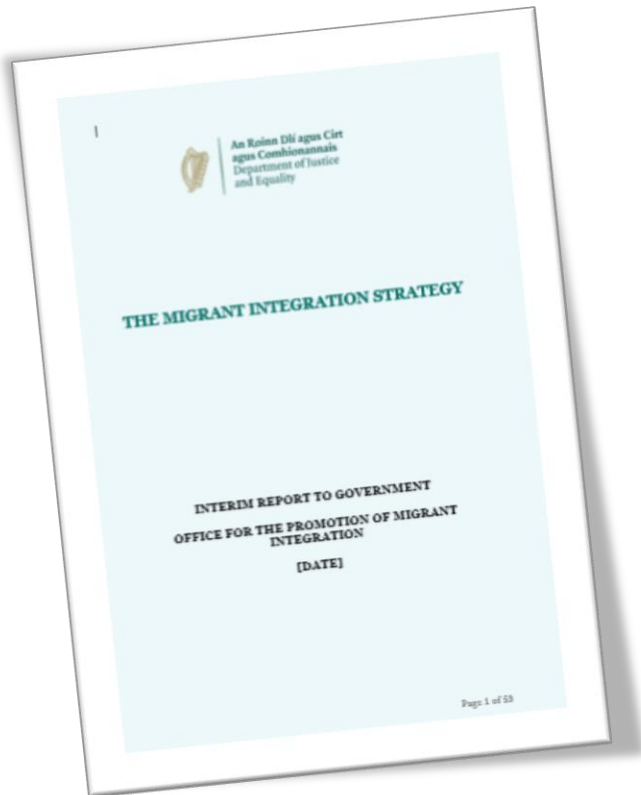 An Roinn Dlí agus Cirt
agus Comhionannais
Department of Justice
and Equality
THE MIGRANT INTEGRATION STRATEGY
INTERIM REPORT TO GOVERNMENT
OFFICE FOR THE PROMOTION OF MIGRANT
INTEGRATION
[DATE]
Page 1 of 53